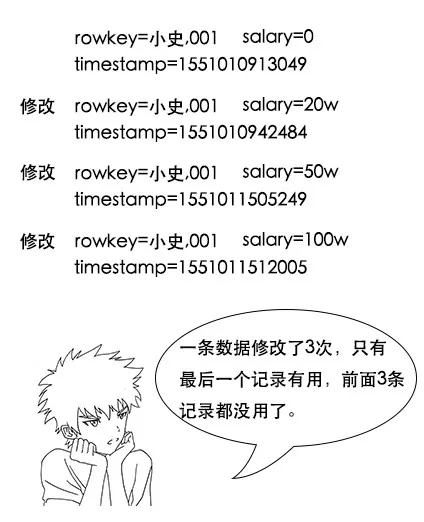 rowkey=小史,001 salary=0
timestamp=1551010913049
修改 rowkey=小史,001 salary=20w
timestamp=1551010942484
修改 rowkey=小史,001 salary=50w
timestamp=1551011505249
修改 rowkey=小史,001 salary=100w
timestamp=1551011512005
一条数据修改了3次，只有
最后一个记录有用，前面3条
记录都没用了。